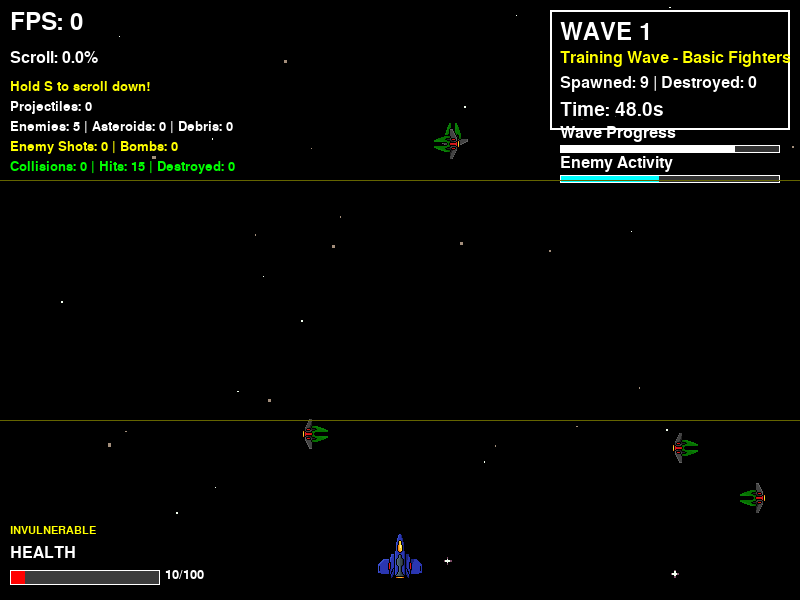 FPS: 0
Scroll: 0.0%
Hold S to scroll down!
Projectiles: 0
Enemies: 5 | Asteroids: 0 | Debris: 0
Enemy Shots: 0 | Bombs: 0
Collisions: 0 | Hits: 15 | Destroyed: 0
WAVE 1
Training Wave - Basic Fighters
Spawned: 9 | Destroyed: 0
Time: 48.0s
Wave Progress
Enemy Activity
INVULNERABLE
HEALTH
10/100